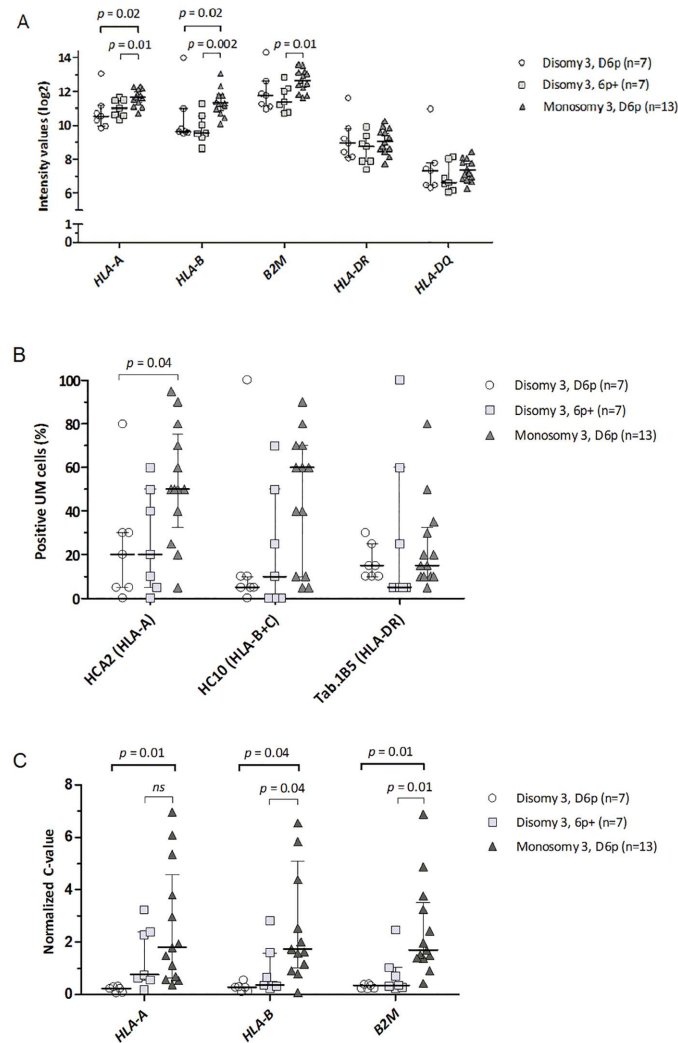 A
p = 0.02
p = 0.02
p = 0.01
p = 0.002
p = 0.01
14
12
10
8
6
1
0
Intensity values (log2)
HLA-A
HLA-B
B2M
HLA-DR
HLA-DQ
Disomy 3, D6p (n=7)
Disomy 3, 6p+ (n=7)
Monosomy 3, D6p (n=13)
B
p = 0.04
100
80
60
40
20
0
Positive UM cells (%)
HCA2 (HLA-A)
HC10 (HLA-B+C)
Tab.1B5 (HLA-DR)
Disomy 3, D6p (n=7)
Disomy 3, 6p+ (n=7)
Monosomy 3, D6p (n=13)
C
p = 0.01
p = 0.04
p = 0.01
ns
p = 0.04
p = 0.01
8
6
4
2
0
Normalized C-value
HLA-A
HLA-B
B2M
Disomy 3, D6p (n=7)
Disomy 3, 6p+ (n=7)
Monosomy 3, D6p (n=13)